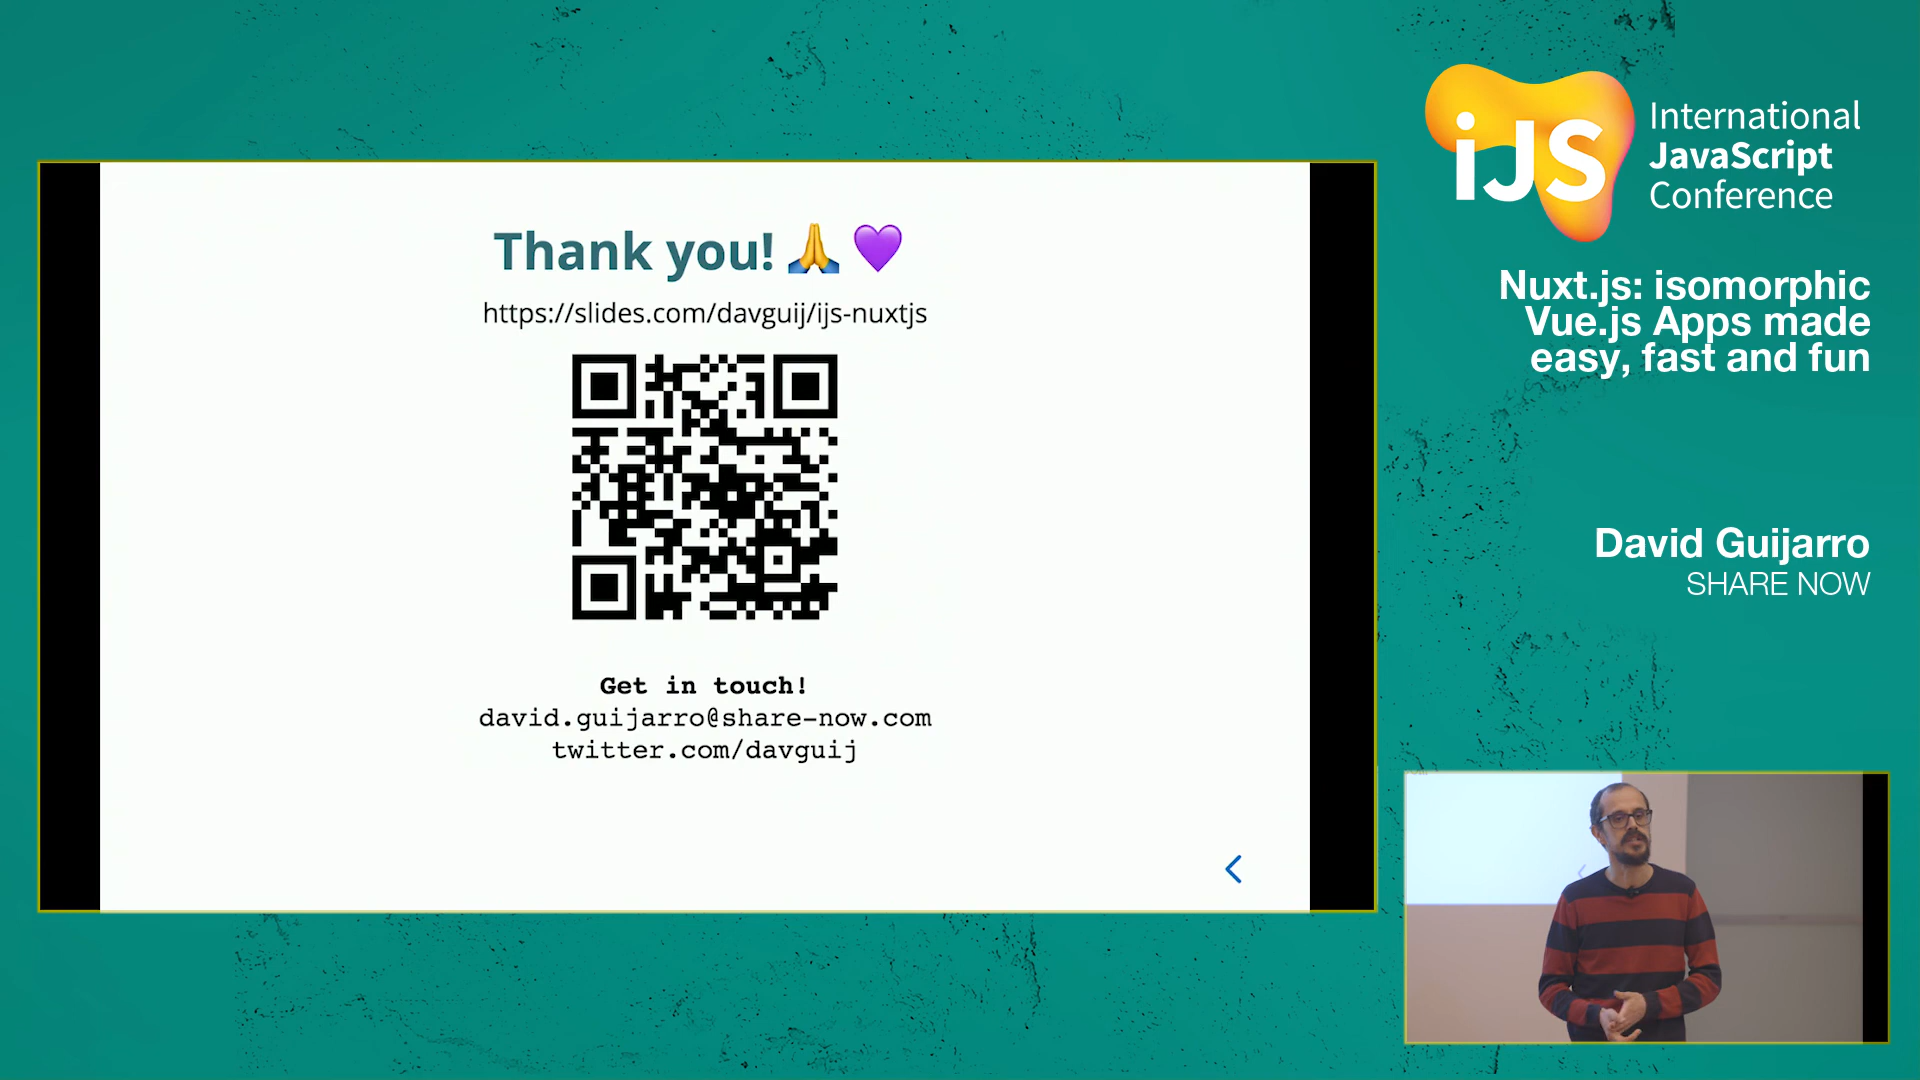 Thank you! 🙏 💜
https://slides.com/davguij/ijs-nuxtjs
Get in touch!
david.guijarro@share-now.com
twitter.com/davguij
iJS
International
JavaScript
Conference
Nuxt.js: isomorphic
Vue.js Apps made
easy, fast and fun
David Guijarro
SHARE NOW